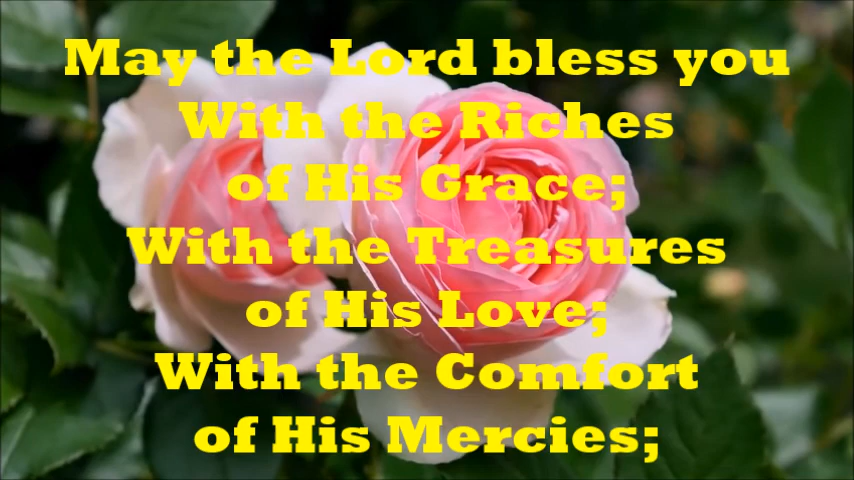 May the Lord bless you
With the Riches
of His Grace;
With the Treasures
of His Love;
With the Comfort
of His Mercies;